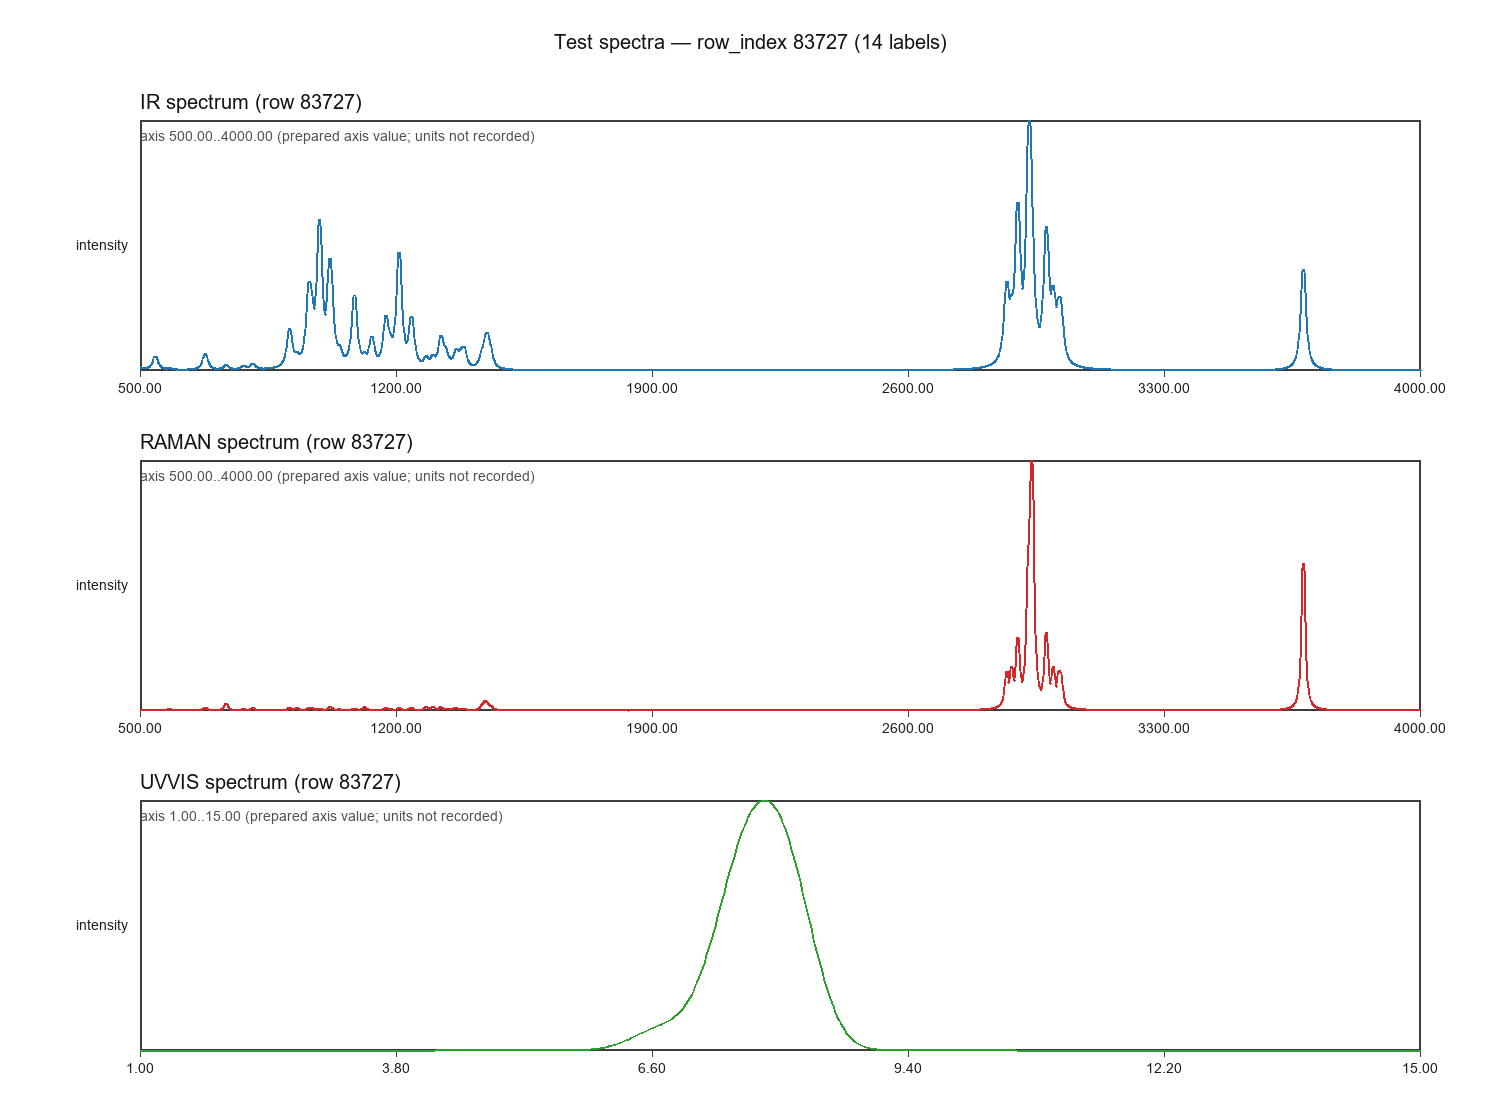 Test spectra — row_index 83727 (14 labels)
IR spectrum (row 83727)
axis 500.00..4000.00 (prepared axis value; units not recorded)
intensity
500.00 1200.00 1900.00 2600.00 3300.00 4000.00
RAMAN spectrum (row 83727)
axis 500.00..4000.00 (prepared axis value; units not recorded)
intensity
500.00 1200.00 1900.00 2600.00 3300.00 4000.00
UVVIS spectrum (row 83727)
axis 1.00..15.00 (prepared axis value; units not recorded)
intensity
1.00 3.80 6.60 9.40 12.20 15.00